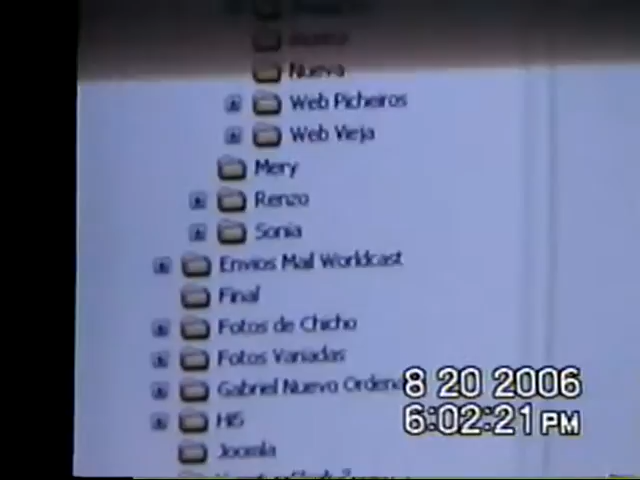 Nueva
Web Picheiros
Web Vieja
Mery
Renzo
Sonia
Envios Mail Worldcast
Final
Fotos de Chicho
Fotos Variadas
Gabriel Nuevo Ordena
Hi5
Joomla
8 20 2006
6:02:21 PM